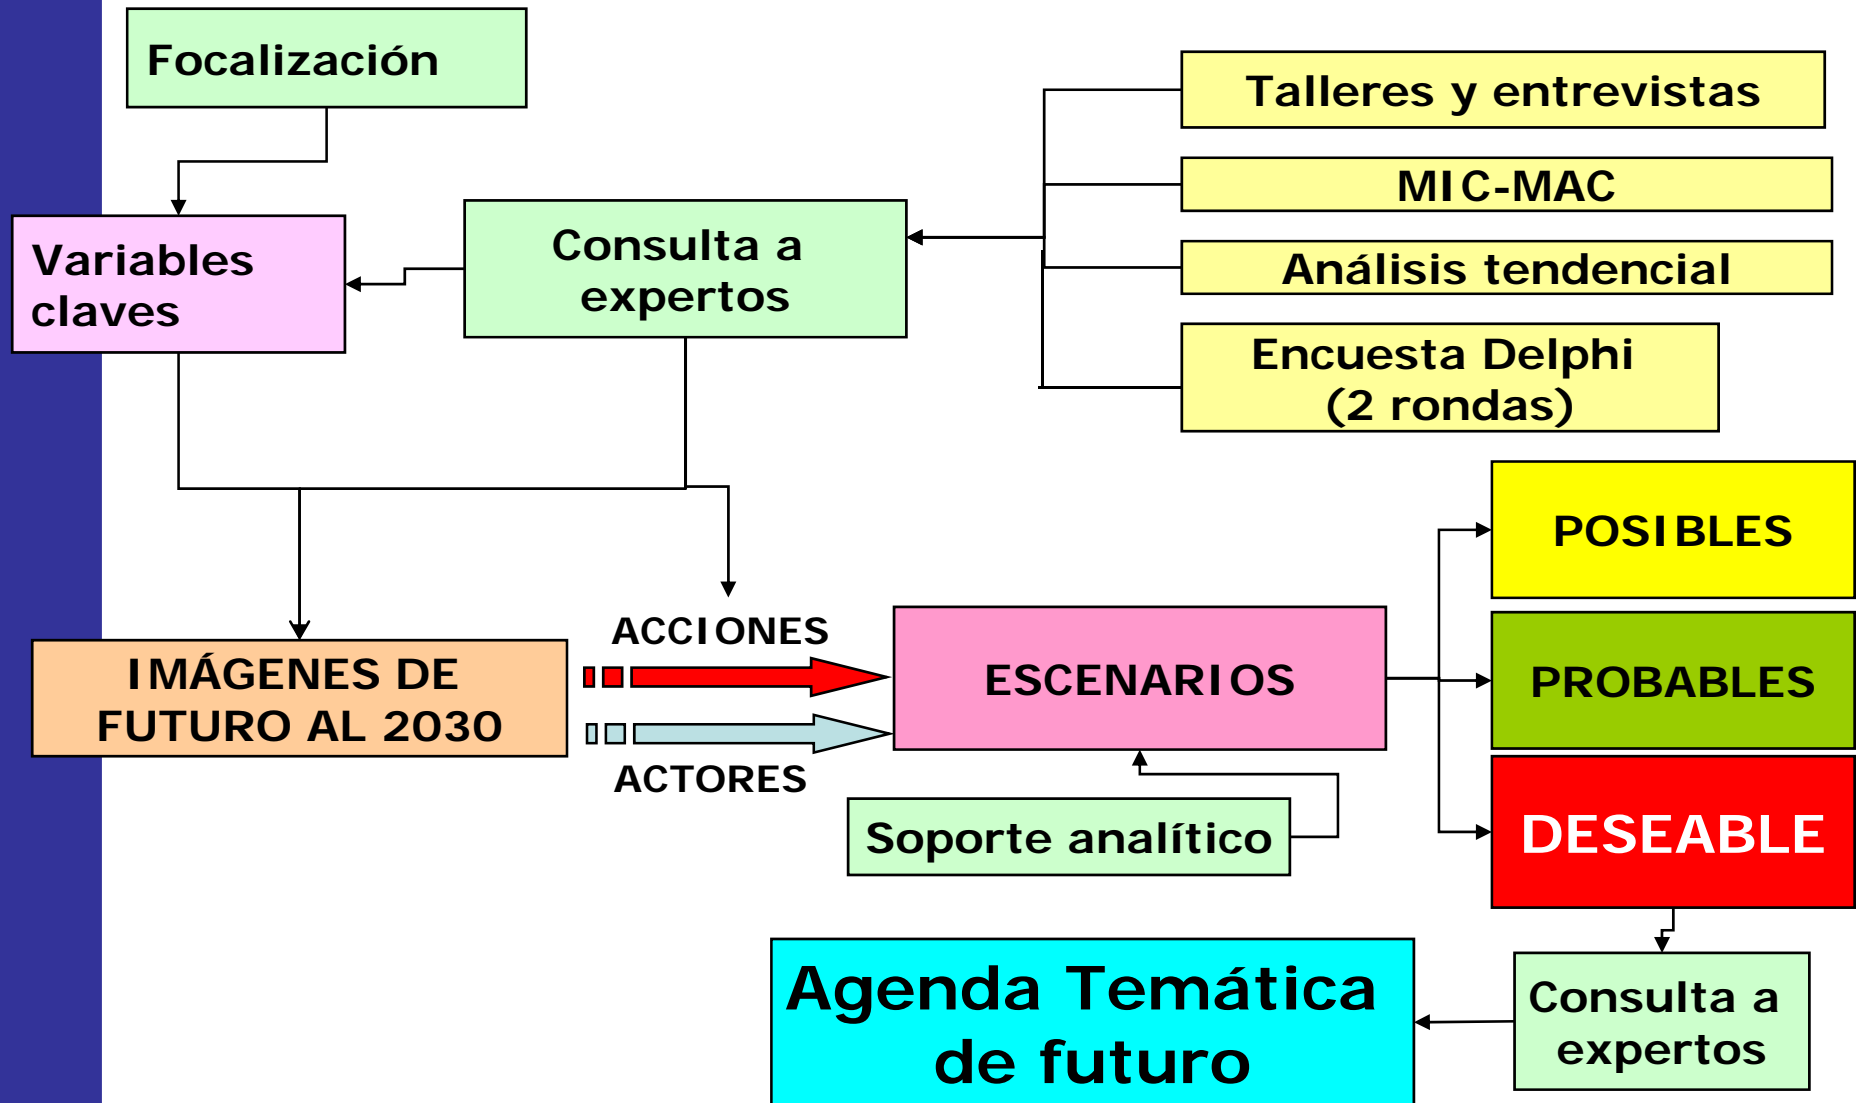 Focalización
Talleres y entrevistas
MIC-MAC
Variables
claves
Consulta a
expertos
Análisis tendencial
Encuesta Delphi
(2 rondas)
POSIBLES
ACCIONES
IMÁGENES DE
FUTURO AL 2030
ESCENARIOS
PROBABLES
ACTORES
Soporte analítico
DESEABLE
Agenda Temática
de futuro
Consulta a
expertos